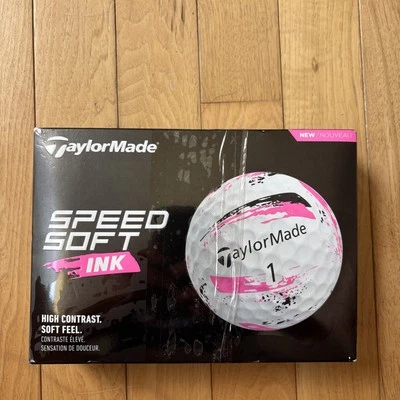 TaylorMade
NEW / NOUVEAU
SPEED
SOFT
INK
TaylorMade
1
HIGH CONTRAST.
SOFT FEEL.
CONTRASTE ÉLEVÉ.
SENSATION DE DOUCEUR.